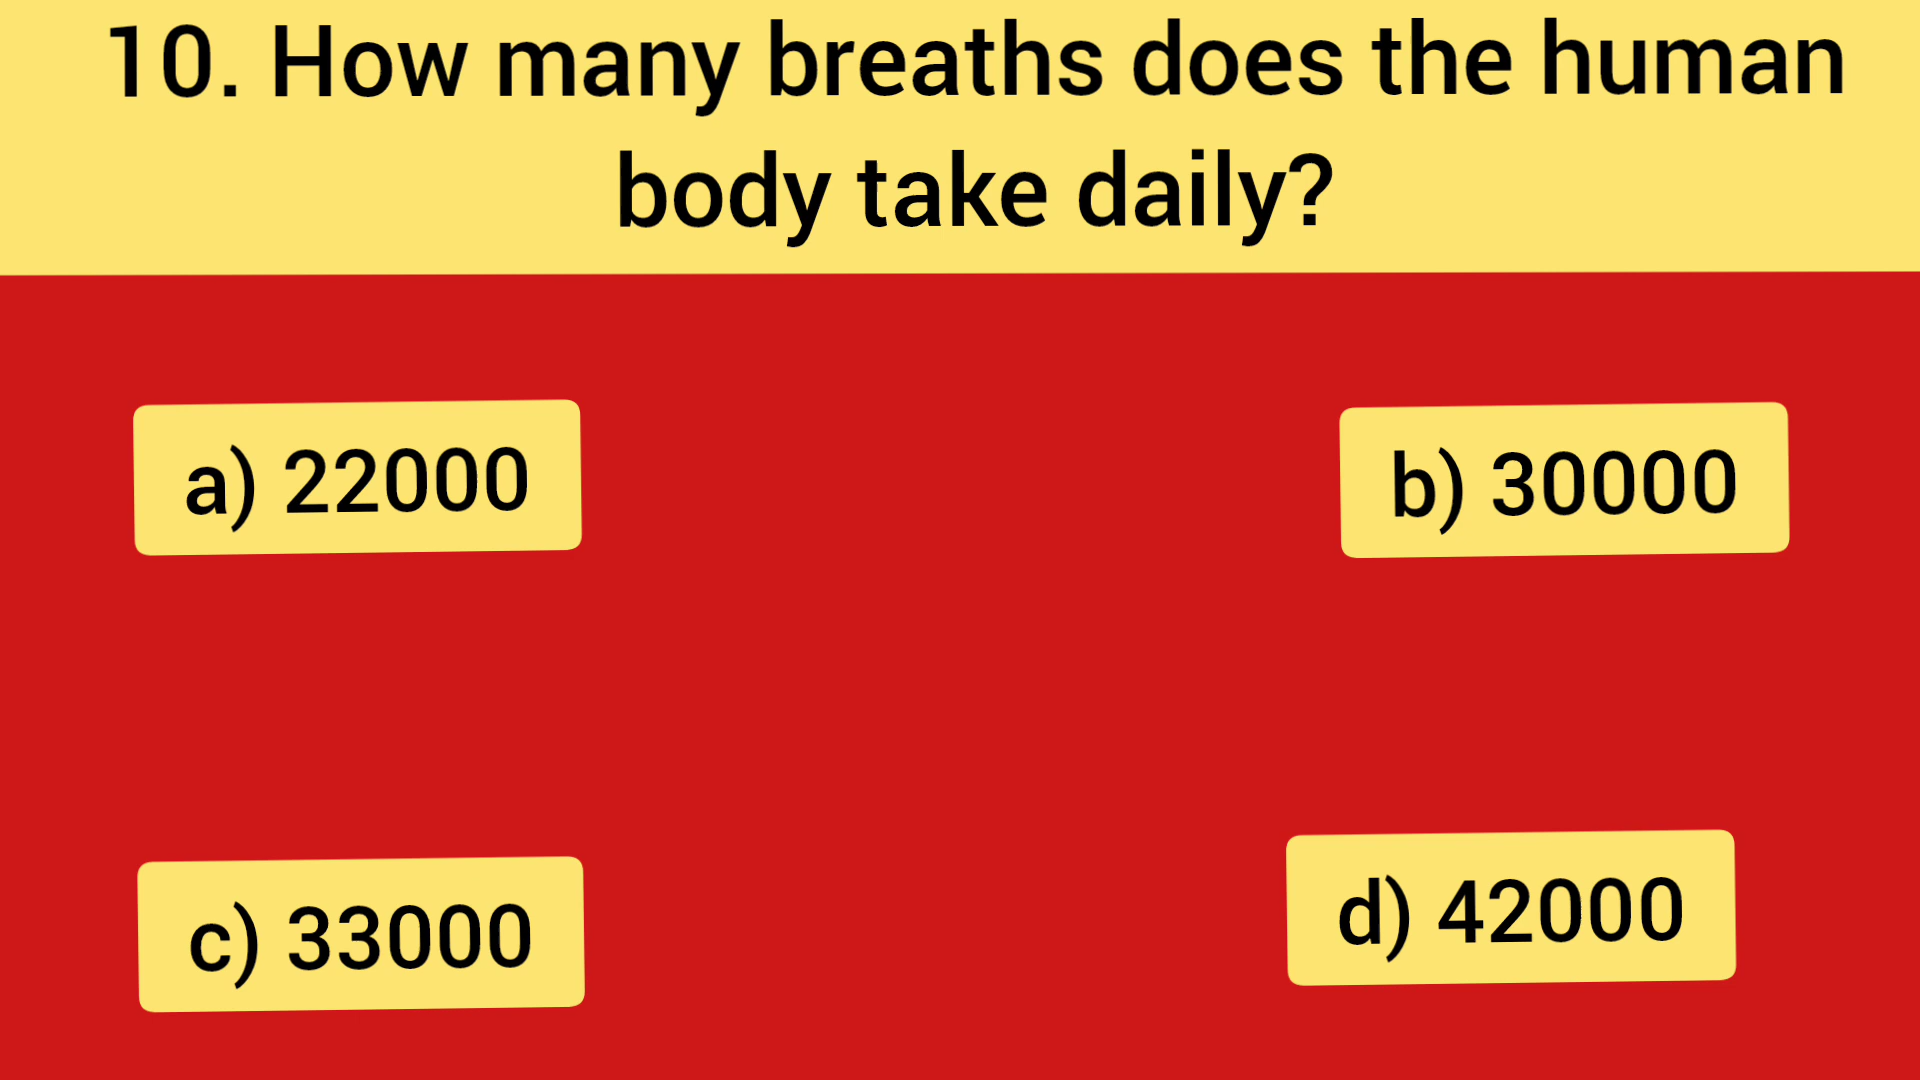 10. How many breaths does the human
body take daily?
a) 22000
b) 30000
c) 33000
d) 42000